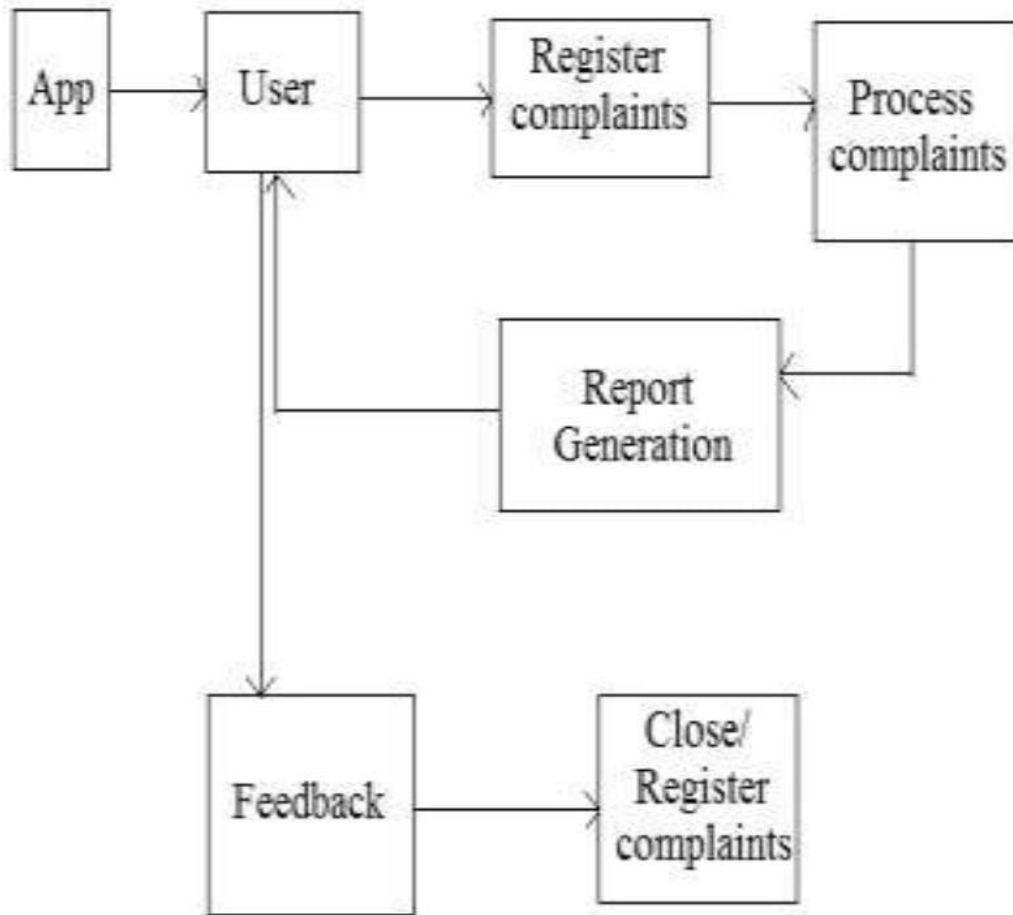 App
User
Register
complaints
Process
complaints
Report
Generation
Feedback
Close/
Register
complaints